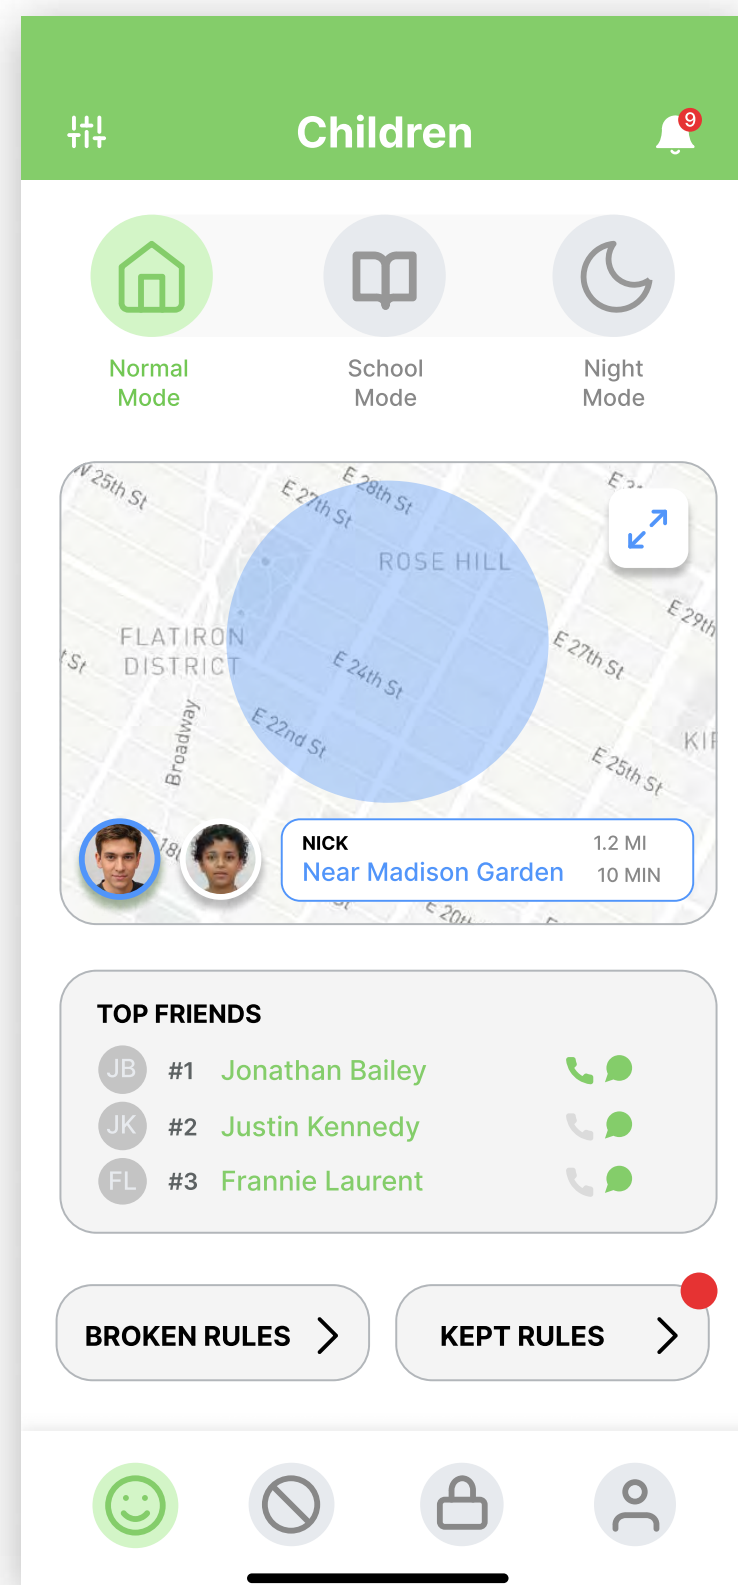 Children
9
Normal
Mode
School
Mode
Night
Mode
W 25th St
E 28th St
E 27th St
ROSE HILL
E 29th
FLATIRON
DISTRICT
E 27th St
t St
E 24th St
Broadway
E 22nd St
E 25th St
E 20th
NICK
1.2 MI
Near Madison Garden
10 MIN
TOP FRIENDS
JB #1 Jonathan Bailey
JK #2 Justin Kennedy
FL #3 Frannie Laurent
BROKEN RULES
KEPT RULES